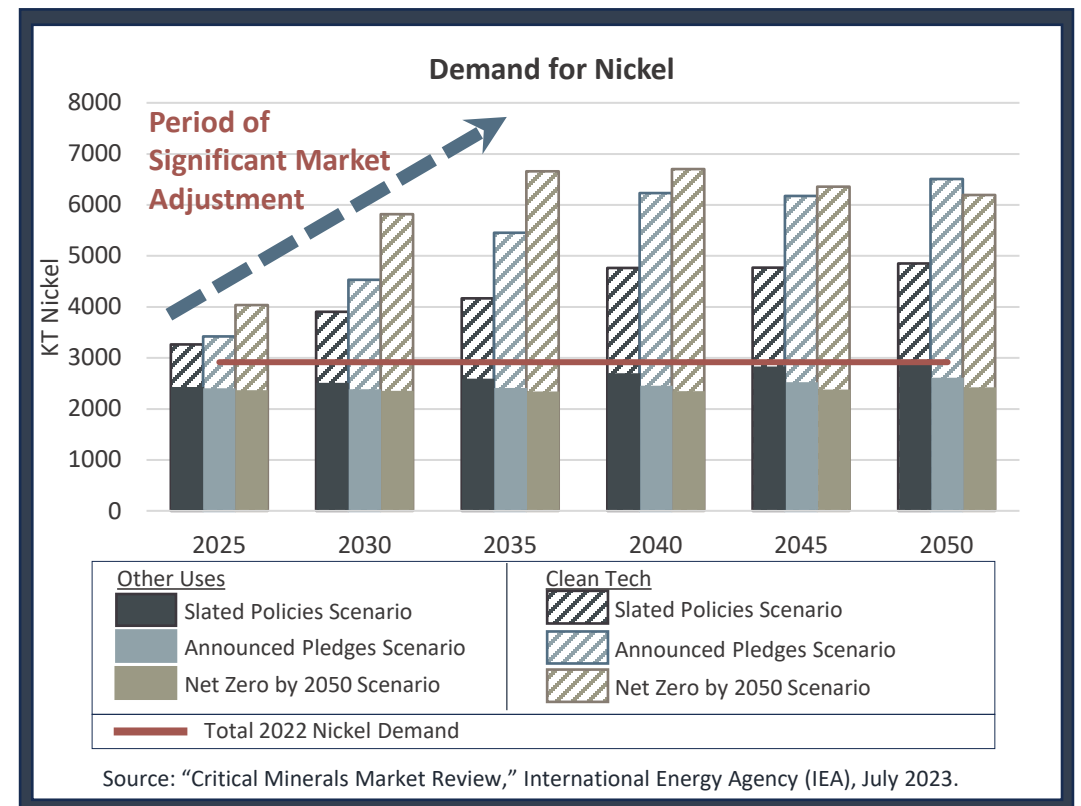 Demand for Nickel
8000
7000
6000
5000
4000
3000
2000
1000
0
KT Nickel
Period of
Significant Market
Adjustment
2025 2030 2035 2040 2045 2050
Other Uses
Slated Policies Scenario
Announced Pledges Scenario
Net Zero by 2050 Scenario
Clean Tech
Slated Policies Scenario
Announced Pledges Scenario
Net Zero by 2050 Scenario
Total 2022 Nickel Demand
Source: “Critical Minerals Market Review,” International Energy Agency (IEA), July 2023.